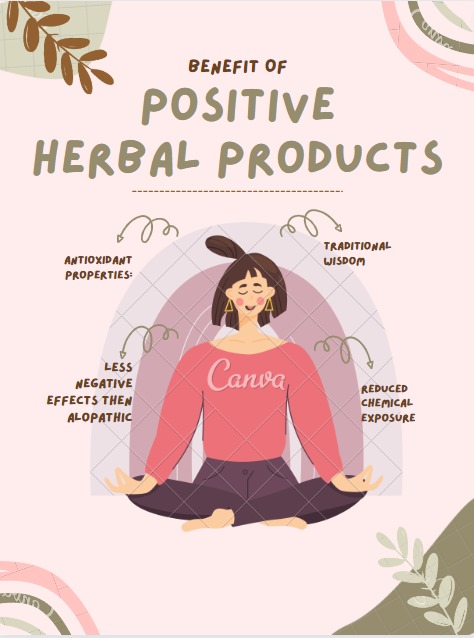 BENEFIT OF
POSITIVE
HERBAL PRODUCTS
ANTIOXIDANT
PROPERTIES:
TRADITIONAL
WISDOM
LESS
NEGATIVE
EFFECTS THEN
ALOPATHIC
REDUCED
CHEMICAL
EXPOSURE
Canva